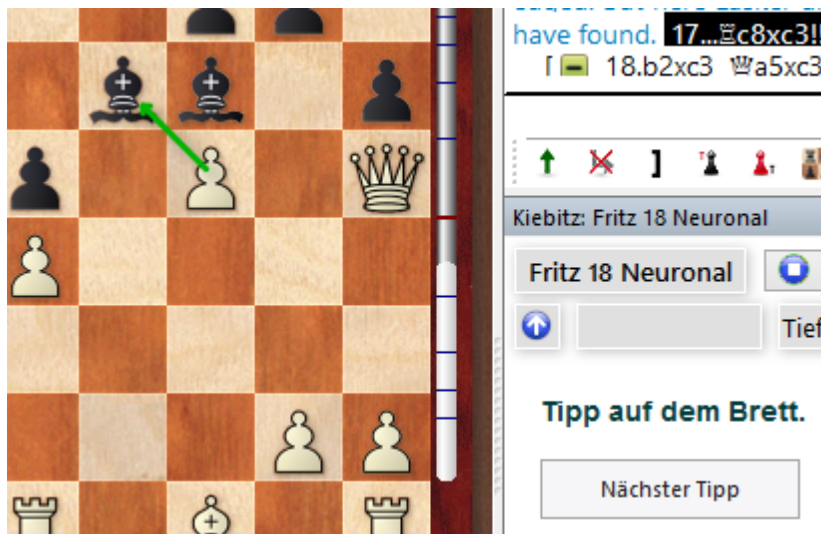 have found. 17...♖c8xc3!!
[ 18.b2xc3 ♕a5xc3
Kiebitz: Fritz 18 Neuronal
Fritz 18 Neuronal
Tief
Tipp auf dem Brett.
Nächster Tipp